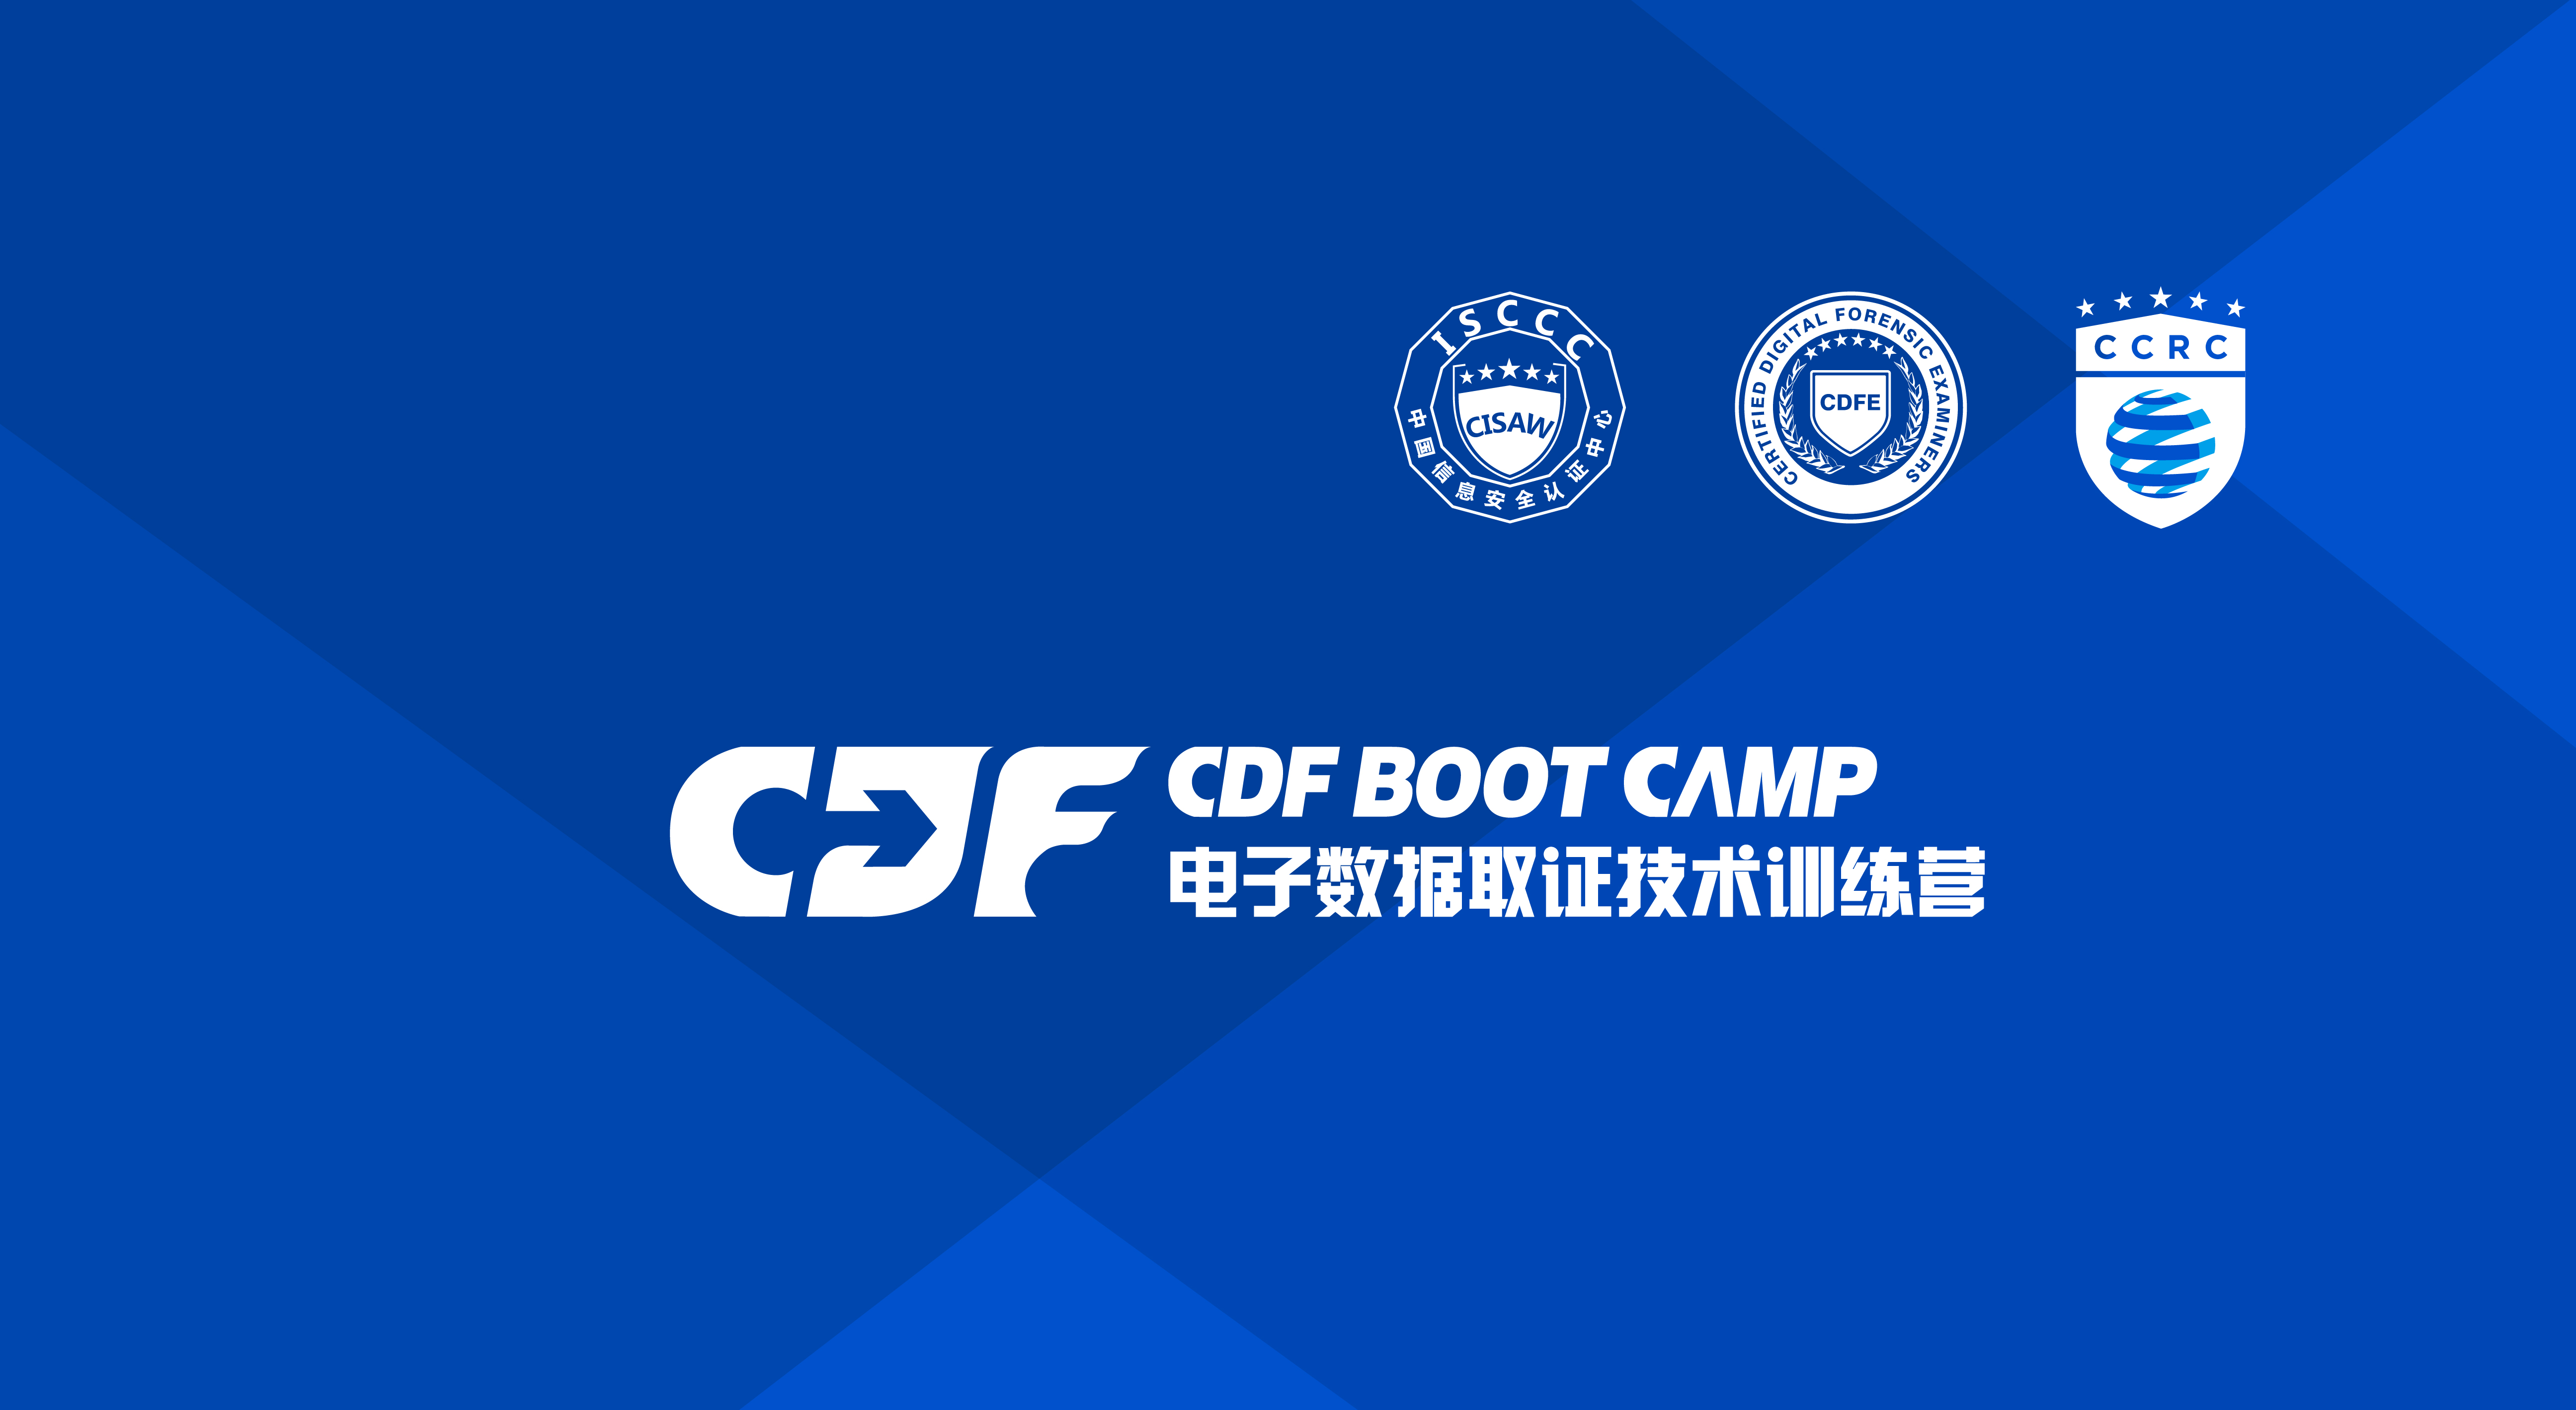 ISCCC
CISAW
中国信息安全认证中心
CERTIFIED DIGITAL FORENSIC EXAMINERS
CDFE
CCRC
CDF
CDF BOOT CAMP
电子数据取证技术训练营